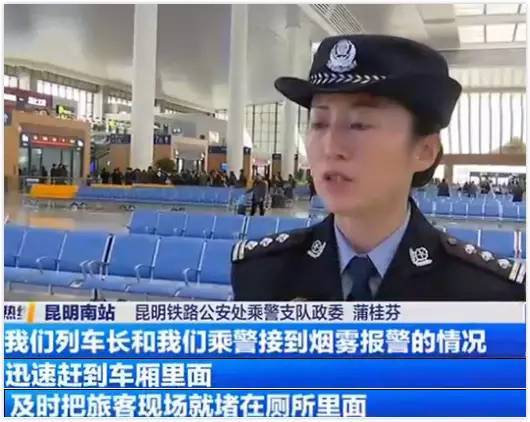 热线 昆明南站 昆明铁路公安处乘警支队政委 蒲桂芬
我们列车长和我们乘警接到烟雾报警的情况
迅速赶到车厢里面
及时把旅客现场就堵在厕所里面